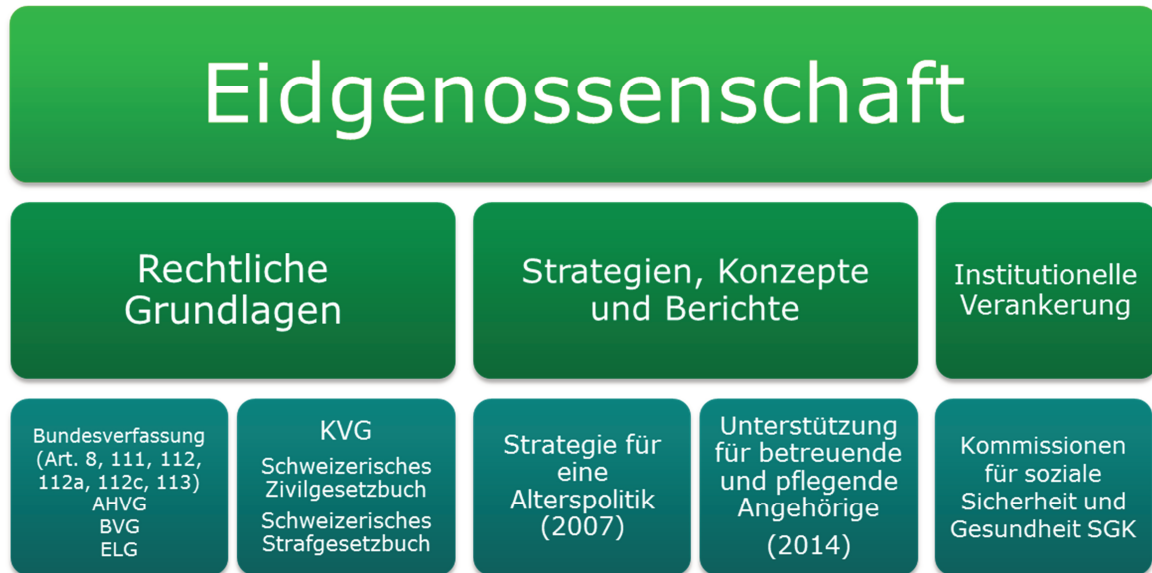 Eidgenossenschaft
Rechtliche
Grundlagen
Strategien, Konzepte
und Berichte
Institutionelle
Verankerung
Bundesverfassung
(Art. 8, 111, 112,
112a, 112c, 113)
AHVG
BVG
ELG
KVG
Schweizerisches
Zivilgesetzbuch
Schweizerisches
Strafgesetzbuch
Strategie für
eine
Alterspolitik
(2007)
Unterstützung
für betreuende
und pflegende
Angehörige
(2014)
Kommissionen
für soziale
Sicherheit und
Gesundheit SGK